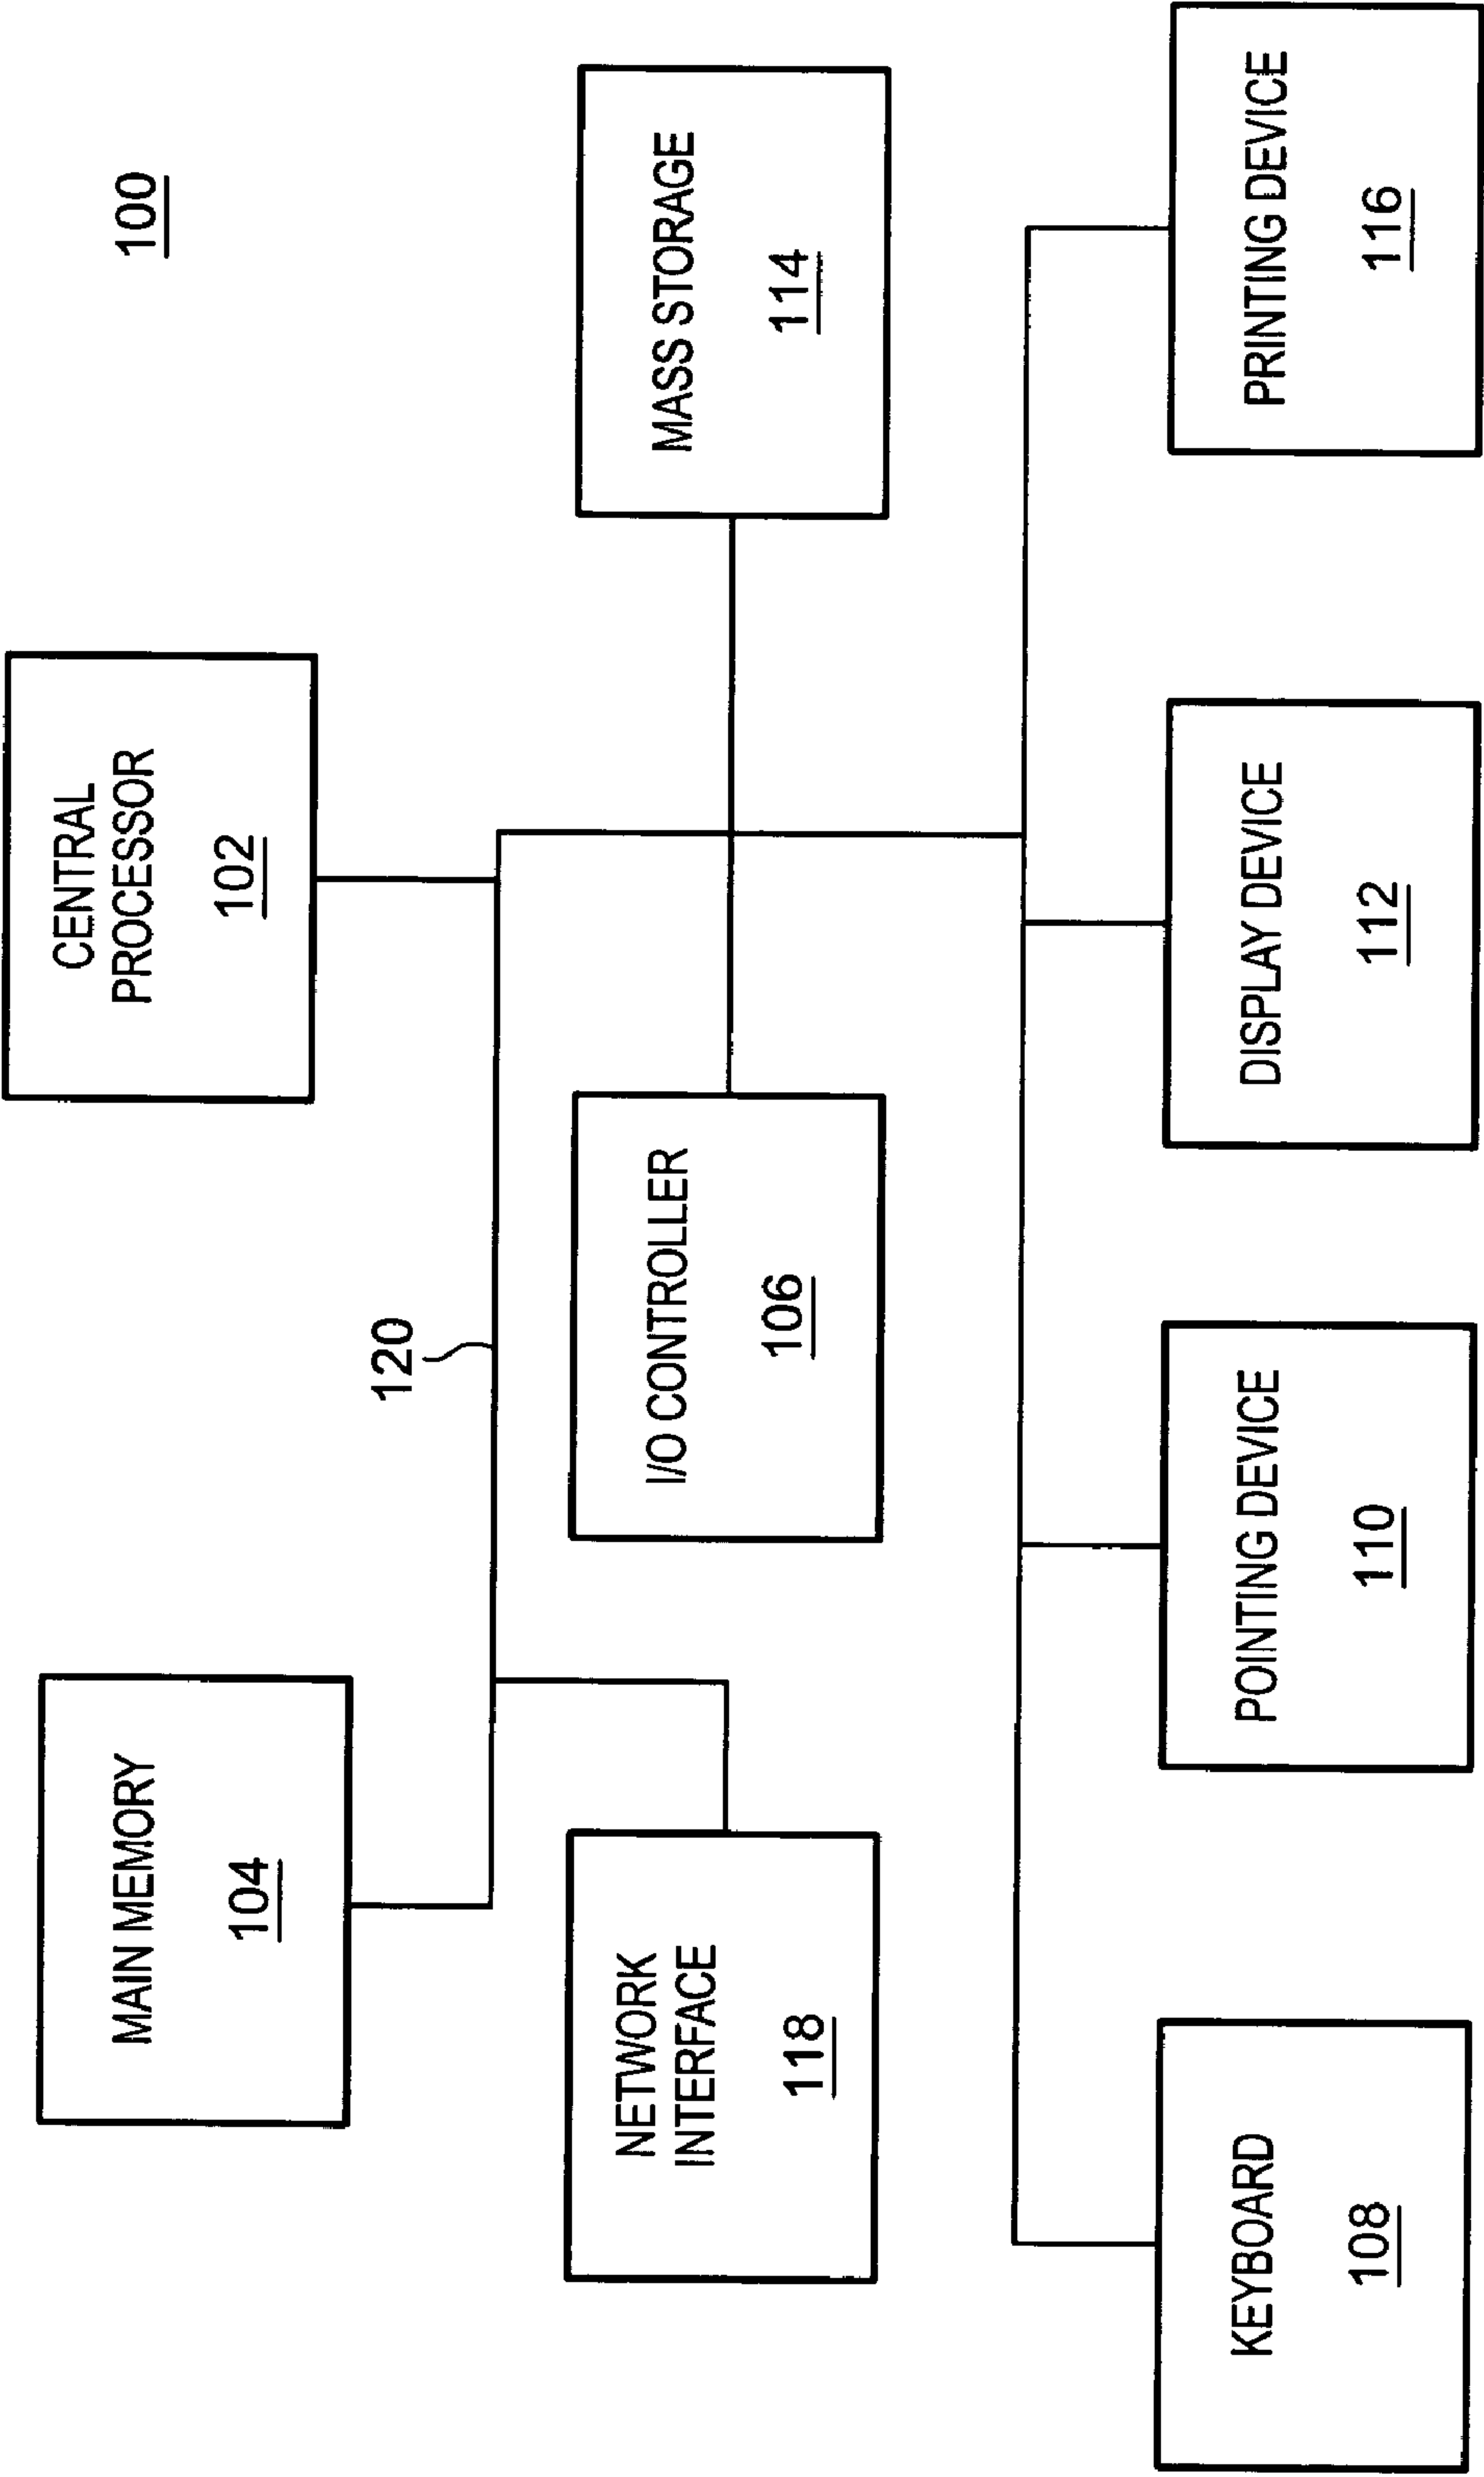 100
CENTRAL
PROCESSOR
102
MAIN MEMORY
104
120
MASS STORAGE
114
I/O CONTROLLER
106
NETWORK
INTERFACE
118
KEYBOARD
108
POINTING DEVICE
110
DISPLAY DEVICE
112
PRINTING DEVICE
116